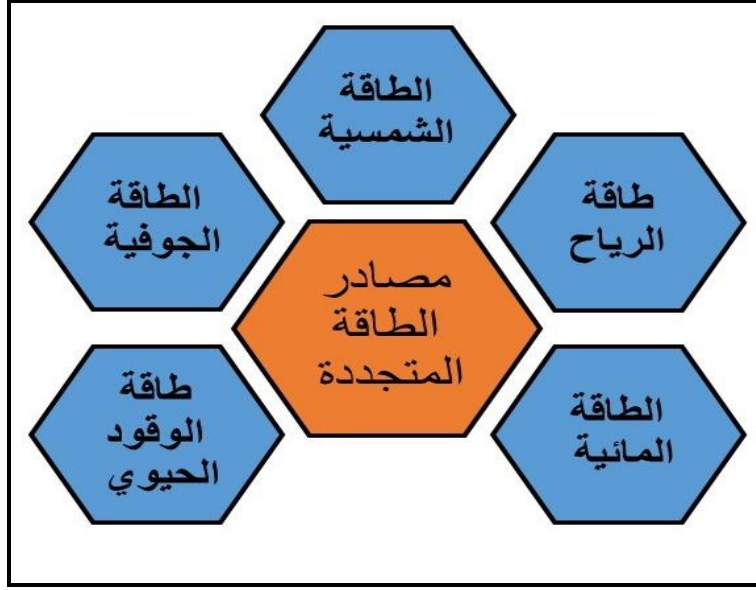 الطاقة
الشمسية
طاقة
الرياح
الطاقة
الجوفية
مصادر
الطاقة
المتجددة
الطاقة
المائية
طاقة
الوقود
الحيوي